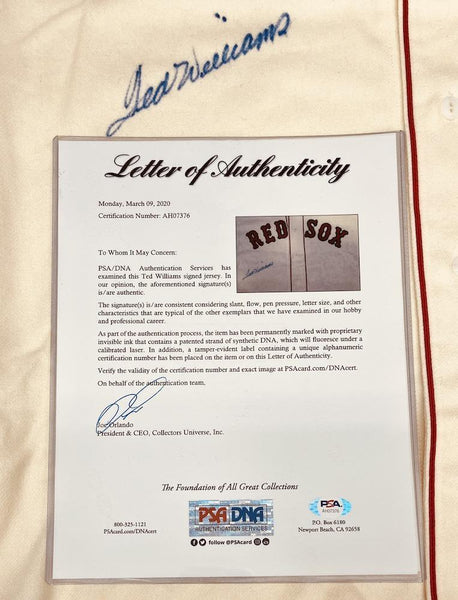 Ted Williams
Letter of Authenticity
Monday, March 09, 2020
Certification Number: AH07376
RED SOX
Ted Williams
To Whom It May Concern:
PSA/DNA Authentication Services has
examined this Ted Williams signed jersey. In
our opinion, the aforementioned signature(s)
is/are authentic.
The signature(s) is/are consistent considering slant, flow, pen pressure, letter size, and other
characteristics that are typical of the other exemplars that we have examined in our hobby
and professional career.
As part of the authentication process, the item has been permanently marked with proprietary
invisible ink that contains a patented strand of synthetic DNA, which will fluoresce under a
calibrated laser. In addition, a tamper-evident label containing a unique alphanumeric
certification number has been placed on the item or on this Letter of Authenticity.
Verify the validity of the certification number and exact image at PSAcard.com/DNAcert.
On behalf of the authentication team,
Joe Orlando
President & CEO, Collectors Universe, Inc.
The Foundation of All Great Collections
800-325-1121
PSAcard.com/DNAcert
PSA/DNA
AUTHENTICATION SERVICES
follow @PSAcard
PSA
AH07376
P.O. Box 6180
Newport Beach, CA 92658